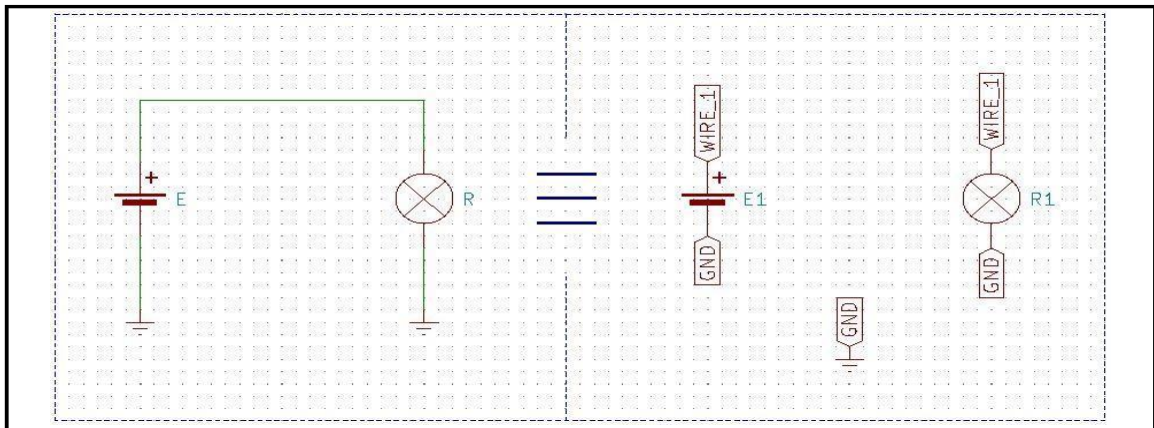 +
E
R
WIRE_1
+
E1
GND
WIRE_1
R1
GND
GND